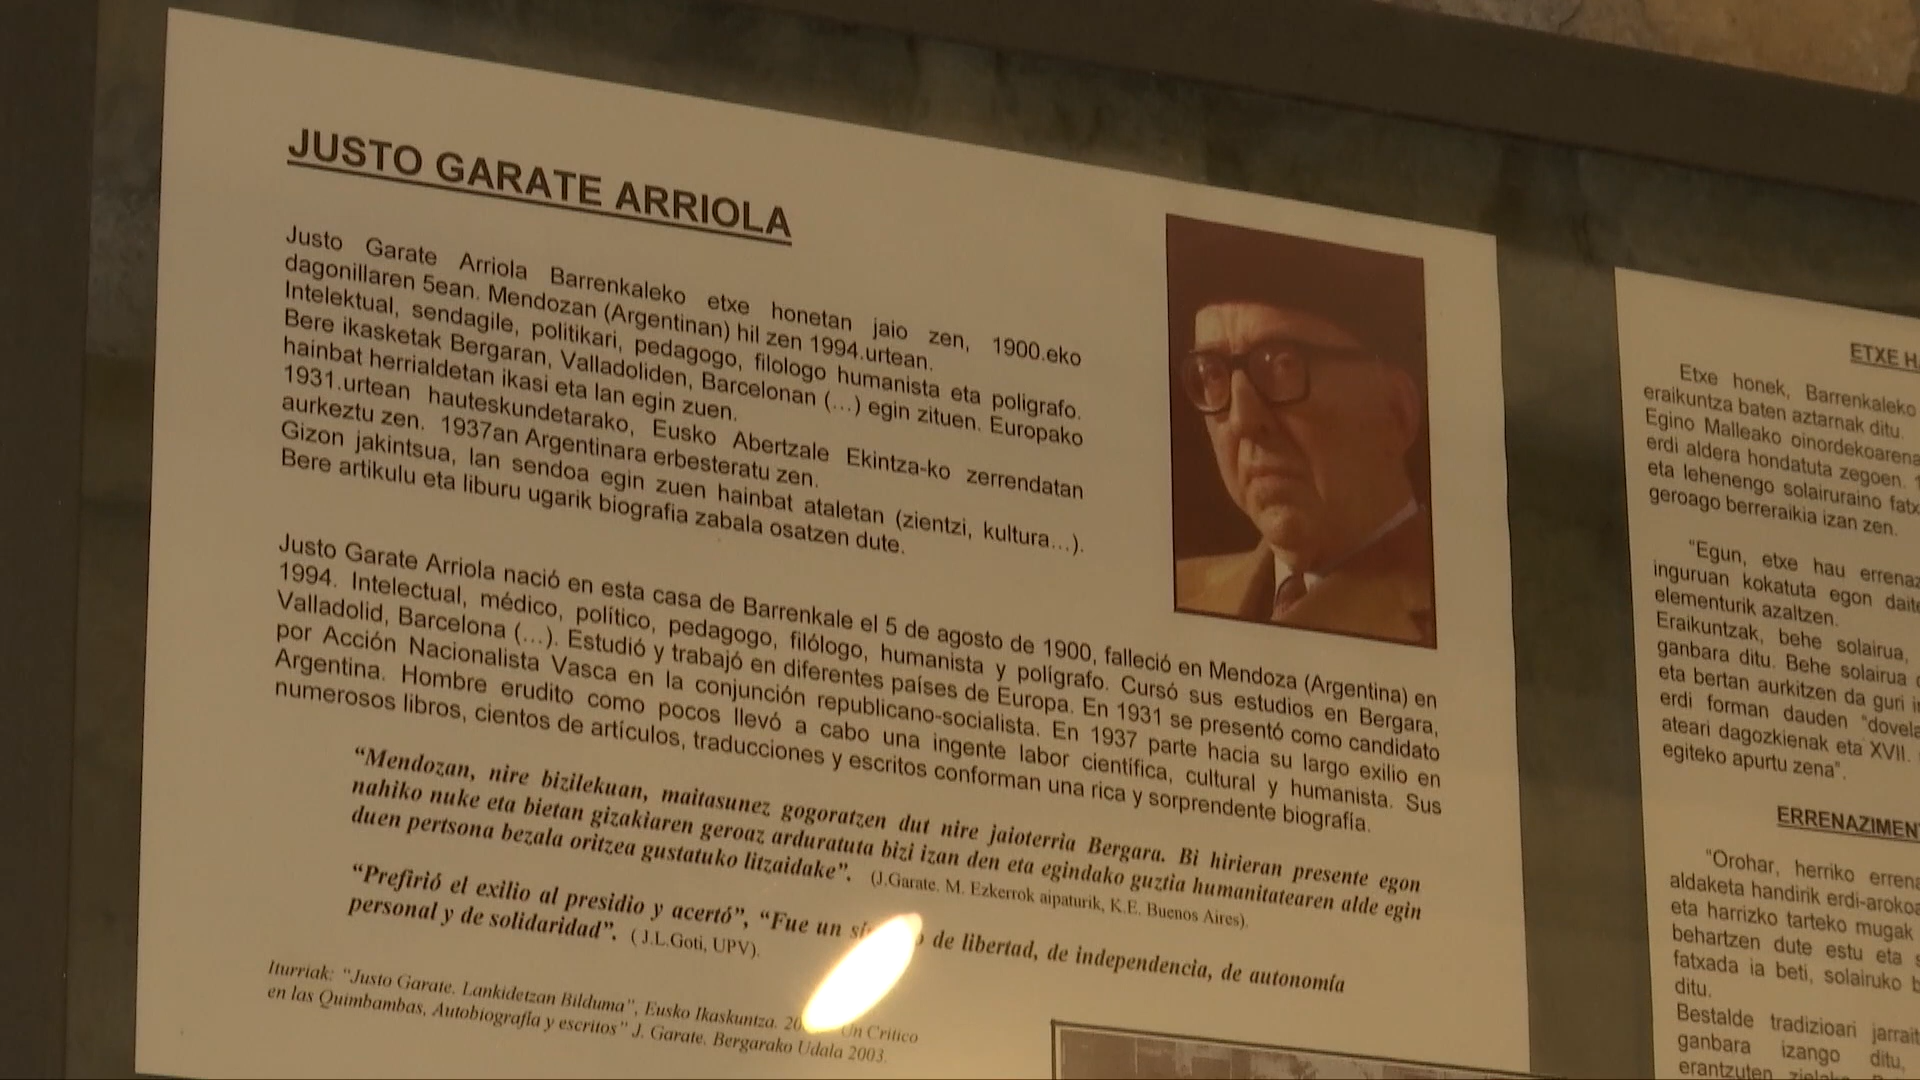 JUSTO GARATE ARRIOLA
Justo Garate Arriola Barrenkaleko etxe honetan jaio zen, 1900.eko
dagonillaren 5ean. Mendozan (Argentinan) hil zen 1994.urtean.
Intelektual, sendagile, politikari, pedagogo, filologo humanista eta poligrafo.
Bere ikasketak Bergaran, Valladoliden, Barcelonan (...) egin zituen. Europako
hainbat herrialdetan ikasi eta lan egin zuen.
1931.urtean hauteskundetarako, Eusko Abertzale Ekintza-ko zerrendatan
aurkeztu zen. 1937an Argentinara erbesteratu zen.
Gizon jakintsua, lan sendoa egin zuen hainbat ataletan (zientzi, kultura...).
Bere artikulu eta liburu ugarik biografia zabala osatzen dute.
Justo Garate Arriola nació en esta casa de Barrenkale el 5 de agosto de 1900, falleció en Mendoza (Argentina) en
1994. Intelectual, médico, político, pedagogo, filólogo, humanista y polígrafo. Cursó sus estudios en Bergara,
Valladolid, Barcelona (...). Estudió y trabajó en diferentes países de Europa. En 1931 se presentó como candidato
por Acción Nacionalista Vasca en la conjunción republicano-socialista. En 1937 parte hacia su largo exilio en
Argentina. Hombre erudito como pocos llevó a cabo una ingente labor científica, cultural y humanista. Sus
numerosos libros, cientos de artículos, traducciones y escritos conforman una rica y sorprendente biografía.
“Mendozan, nire bizilekuan, maitasunez gogoratzen dut nire jaioterria Bergara. Bi hirieran presente egon
nahiko nuke eta bietan gizakiaren geroaz arduratuta bizi izan den eta egindako guztia humanitatearen alde egin
duen pertsona bezala oritzea gustatuko litzaidake”. (J.Garate. M. Ezkerrok aipaturik, K.E. Buenos Aires).
“Prefirió el exilio al presidio y acertó”, “Fue un de libertad, de independencia, de autonomía
personal y de solidaridad”. ( J.L.Goti, UPV).
Iturriak: "Justo Garate. Lankidetzan Bilduma", Eusko Ikaskuntza. Un Critico
en las Quimbambas. Autobiografía y escritos" J. Garate. Bergarako Udala 2003.
ETXE
Etxe honek, Barrenkaleko
eraikuntza baten aztarnak ditu.
Egino Malleako oinordekoarena
erdi aldera hondatuta zegoen.
eta lehenengo solairuraino
geroago berreraikia izan zen.
“Egun, etxe hau
inguruan kokatuta egon
elementurik azaltzen.
Eraikuntzak, behe solairua,
ganbara ditu. Behe solairua
eta bertan aurkitzen da guri
erdi forman dauden
ateari dagozkienak eta XVII.
egiteko apurtu zena”.
“Orohar, herriko
aldaketa handirik
eta harrizko tarteko mugak
behartzen dute estu eta
fatxada ia beti, solairuko
ditu.
Bestalde tradizioari
ganbara izango ditu,
erantzuten